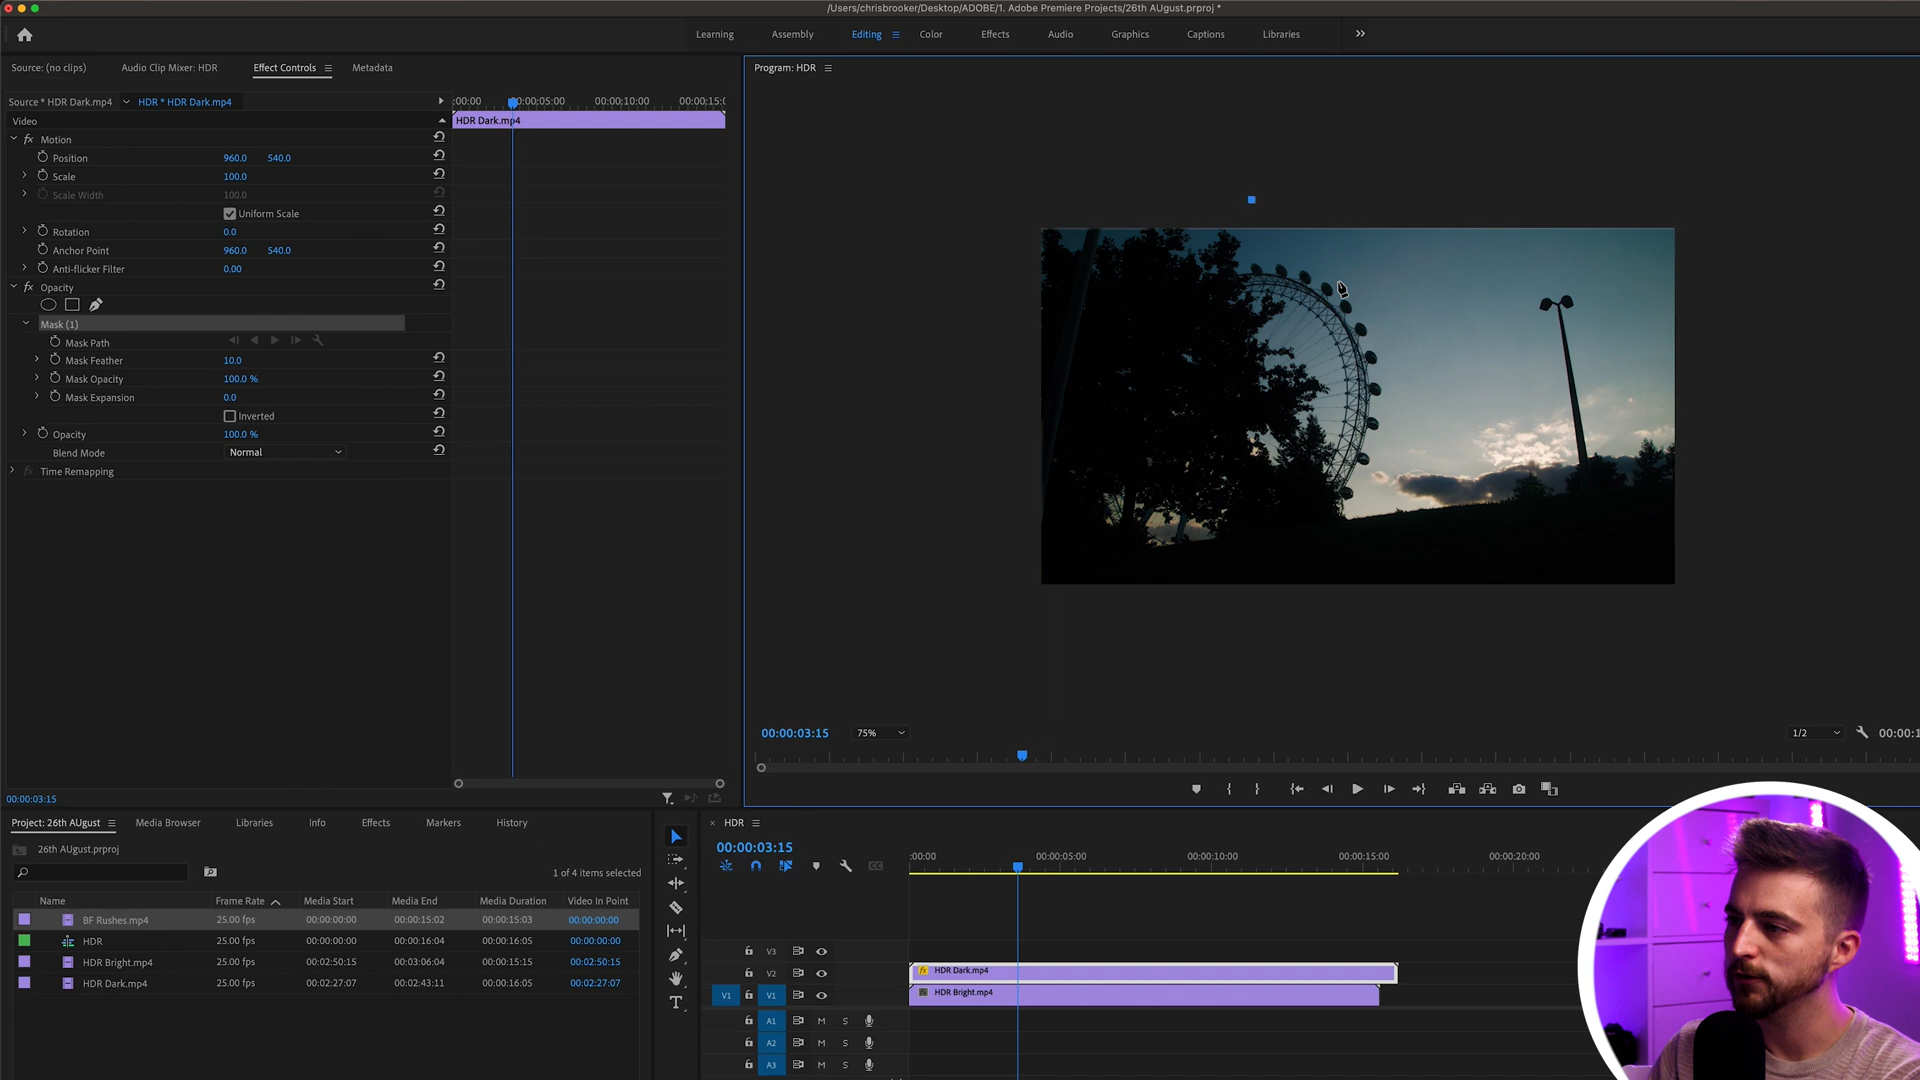 /Users/chrisbrooker/Desktop/ADOBE/1. Adobe Premiere Projects/26th AUgust.prproj *
Learning Assembly Editing Color Effects Audio Graphics Captions Libraries
Source: (no clips) Audio Clip Mixer: HDR Effect Controls Metadata
Program: HDR
Source * HDR Dark.mp4 HDR * HDR Dark.mp4
:00:00 00:00:05:00 00:00:10:00 00:00:15:0
Video
HDR Dark.mp4
Motion
Position 960.0 540.0
Scale 100.0
Scale Width 100.0
Uniform Scale
Rotation 0.0
Anchor Point 960.0 540.0
Anti-flicker Filter 0.00
Opacity
Mask (1)
Mask Path
Mask Feather 10.0
Mask Opacity 100.0 %
Mask Expansion 0.0
Inverted
Opacity 100.0 %
Blend Mode Normal
Time Remapping
00:00:03:15 75% 1/2 00:00:1
00:00:03:15
Project: 26th AUgust Media Browser Libraries Info Effects Markers History
26th AUgust.prproj
1 of 4 items selected
Name Frame Rate Media Start Media End Media Duration Video In Point
BF Rushes.mp4 25.00 fps 00:00:00:00 00:00:15:02 00:00:15:03 00:00:00:00
HDR 25.00 fps 00:00:00:00 00:00:16:04 00:00:16:05 00:00:00:00
HDR Bright.mp4 25.00 fps 00:02:50:15 00:03:06:04 00:00:15:15 00:02:50:15
HDR Dark.mp4 25.00 fps 00:02:27:07 00:02:43:11 00:00:16:05 00:02:27:07
× HDR
00:00:03:15
:00:00 00:00:05:00 00:00:10:00 00:00:15:00 00:00:20:00
V3
V2 fx HDR Dark.mp4
V1 V1 HDR Bright.mp4
A1 M S
A2 M S
A3 M S